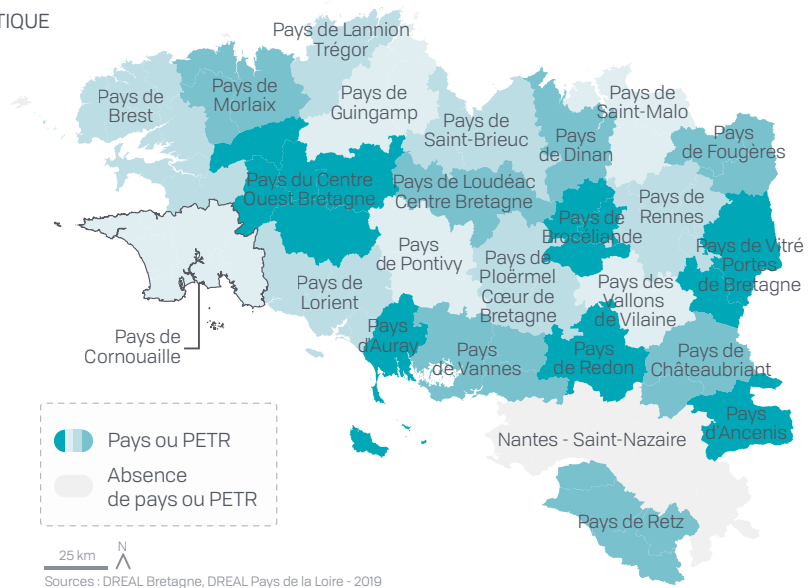 TIQUE
Pays de Lannion
Trégor
Pays de
Brest
Pays de
Morlaix
Pays de
Guingamp
Pays de
Saint-Brieuc
Pays
de Dinan
Pays de
Saint-Malo
Pays
de Fougères
Pays du Centre
Ouest Bretagne
Pays de Loudéac
Centre Bretagne
Pays de
Brocéliande
Pays de
Rennes
Pays de Vitré
Portes
de Bretagne
Pays
de Pontivy
Pays de
Ploërmel
Cœur de
Bretagne
Pays des
Vallons
de Vilaine
Pays de
Lorient
Pays de
Cornouaille
Pays
d'Auray
Pays
de Vannes
Pays
de Redon
Pays de
Châteaubriant
Pays
d'Ancenis
Nantes - Saint-Nazaire
Pays de Retz
Pays ou PETR
Absence
de pays ou PETR
25 km
N
Sources : DREAL Bretagne, DREAL Pays de la Loire - 2019